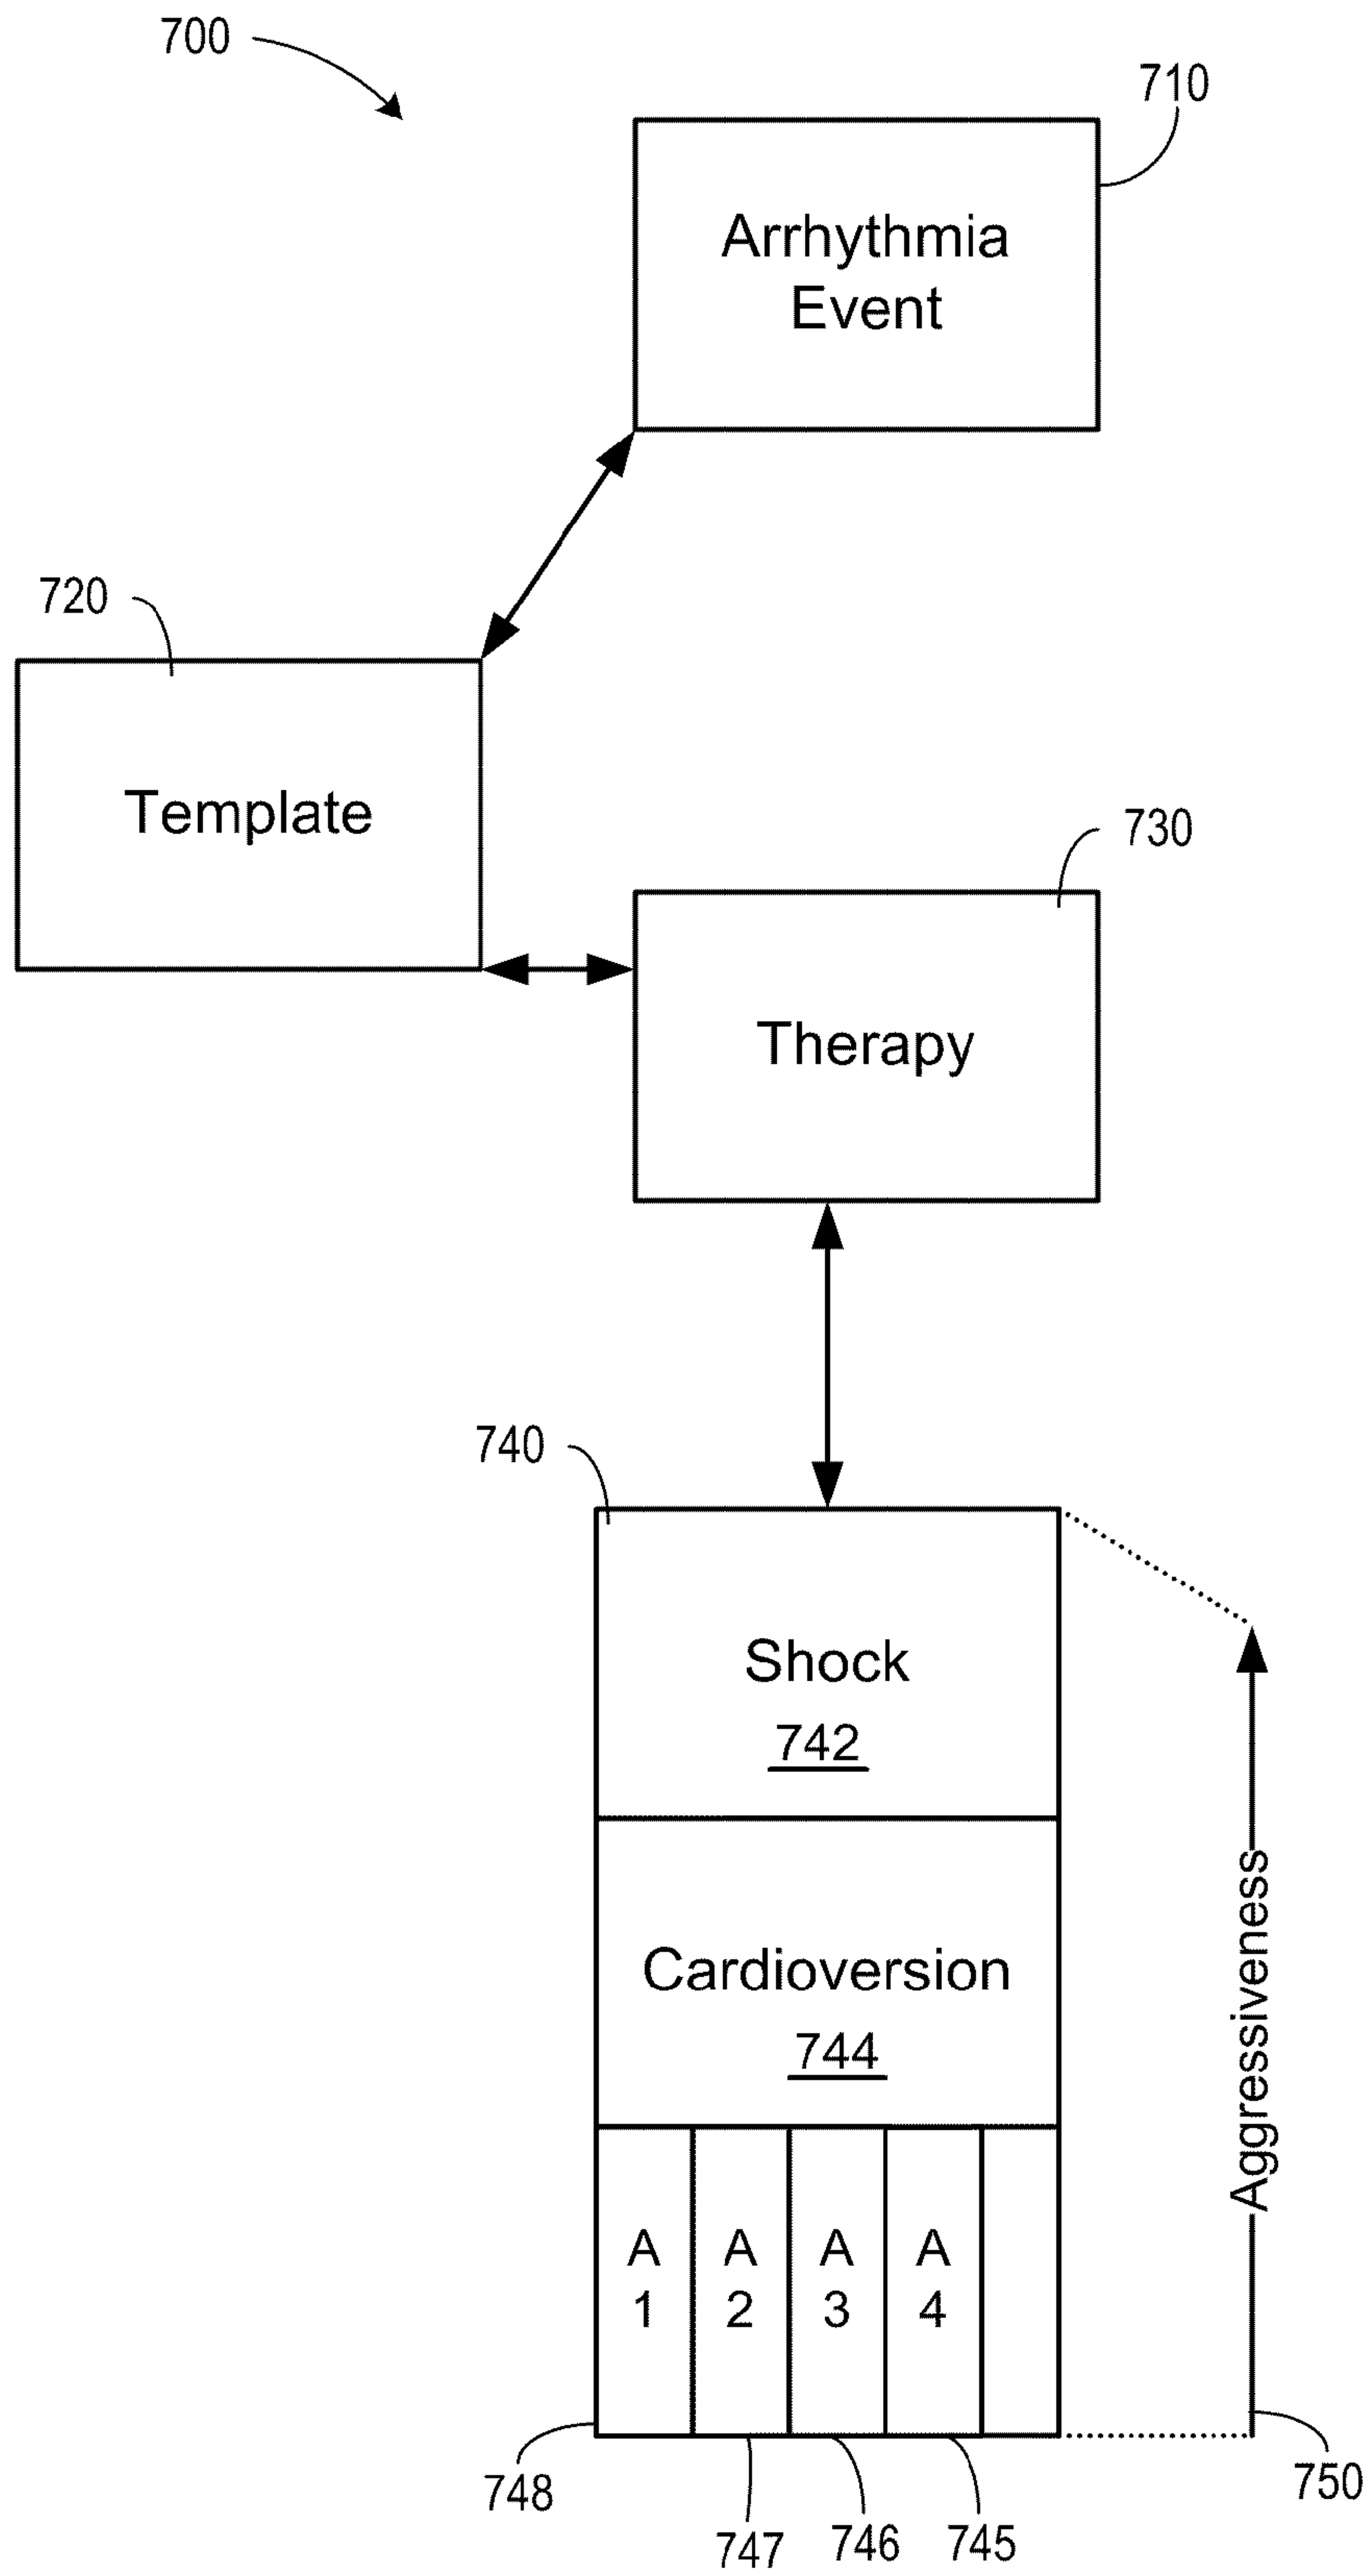 700
710
Arrhythmia
Event
720
Template
730
Therapy
740
Shock
742
Cardioversion
744
Aggressiveness
A A A A
1 2 3 4
748
747
746
745
750